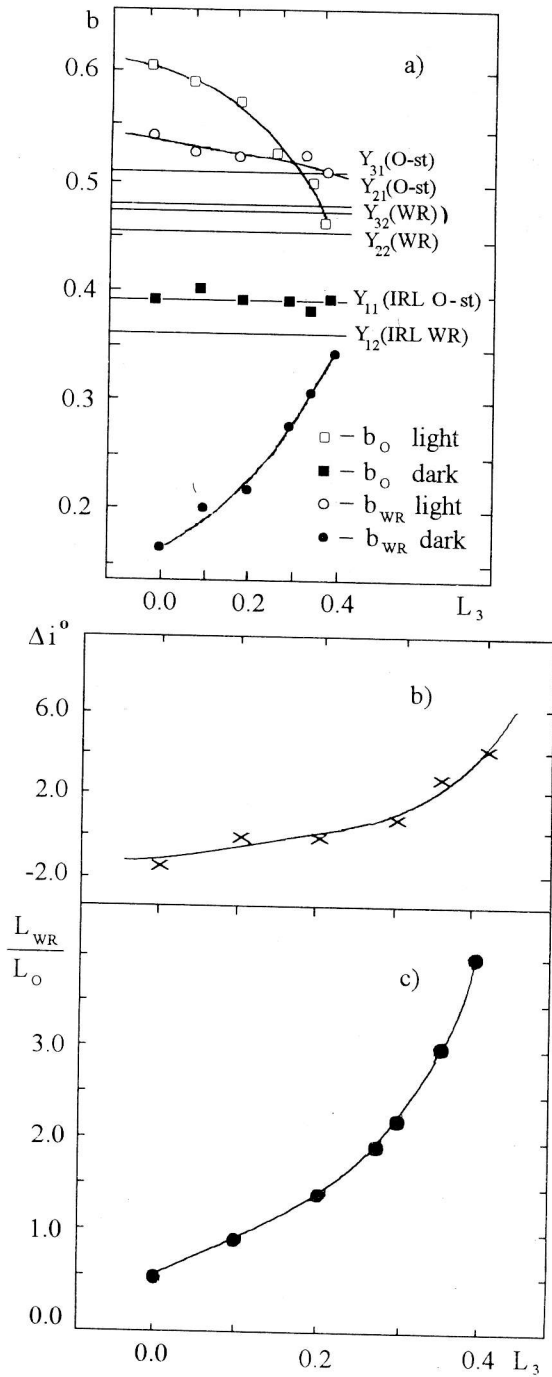 b
a)
0.6
0.5
0.4
0.3
0.2
Y31(O-st)
Y21(O-st)
Y32(WR))
Y22(WR)
Y11(IRL O-st)
Y12(IRL WR)
□ – bO light
■ – bO dark
○ – bWR light
● – bWR dark
0.0 0.2 0.4 L3
Δi°
b)
6.0
2.0
-2.0
LWR
LO
c)
3.0
2.0
1.0
0.0
0.0 0.2 0.4 L3